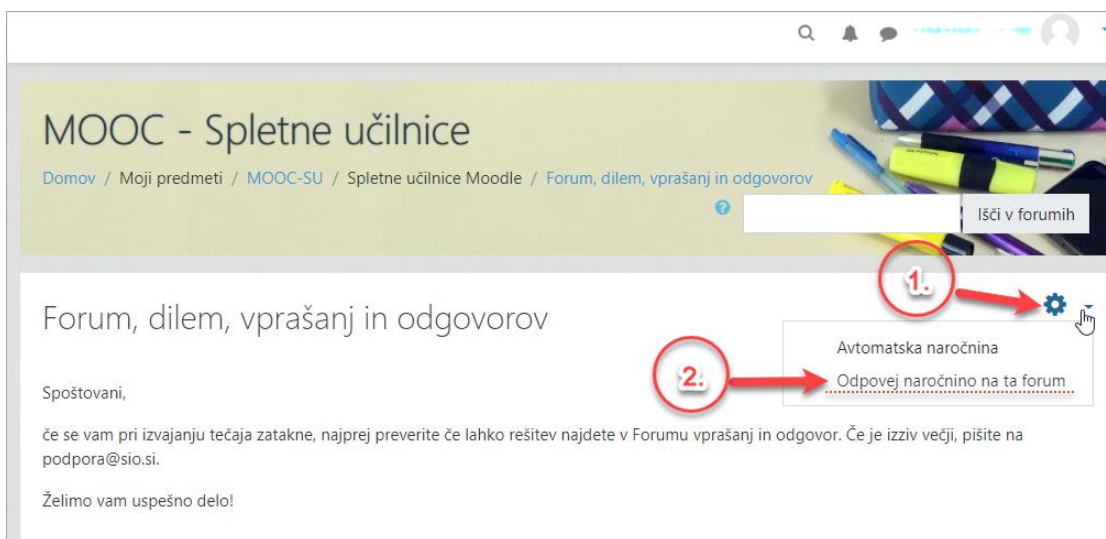 MOOC - Spletne učilnice
Domov / Moji predmeti / MOOC-SU / Spletne učilnice Moodle / Forum, dilem, vprašanj in odgovorov
Išči v forumih
1.
Forum, dilem, vprašanj in odgovorov
Avtomatska naročnina
2.
Odpovej naročnino na ta forum
Spoštovani,
če se vam pri izvajanju tečaja zatakne, najprej preverite če lahko rešitev najdete v Forumu vprašanj in odgovor. Če je izziv večji, pišite na
podpora@sio.si.
Želimo vam uspešno delo!